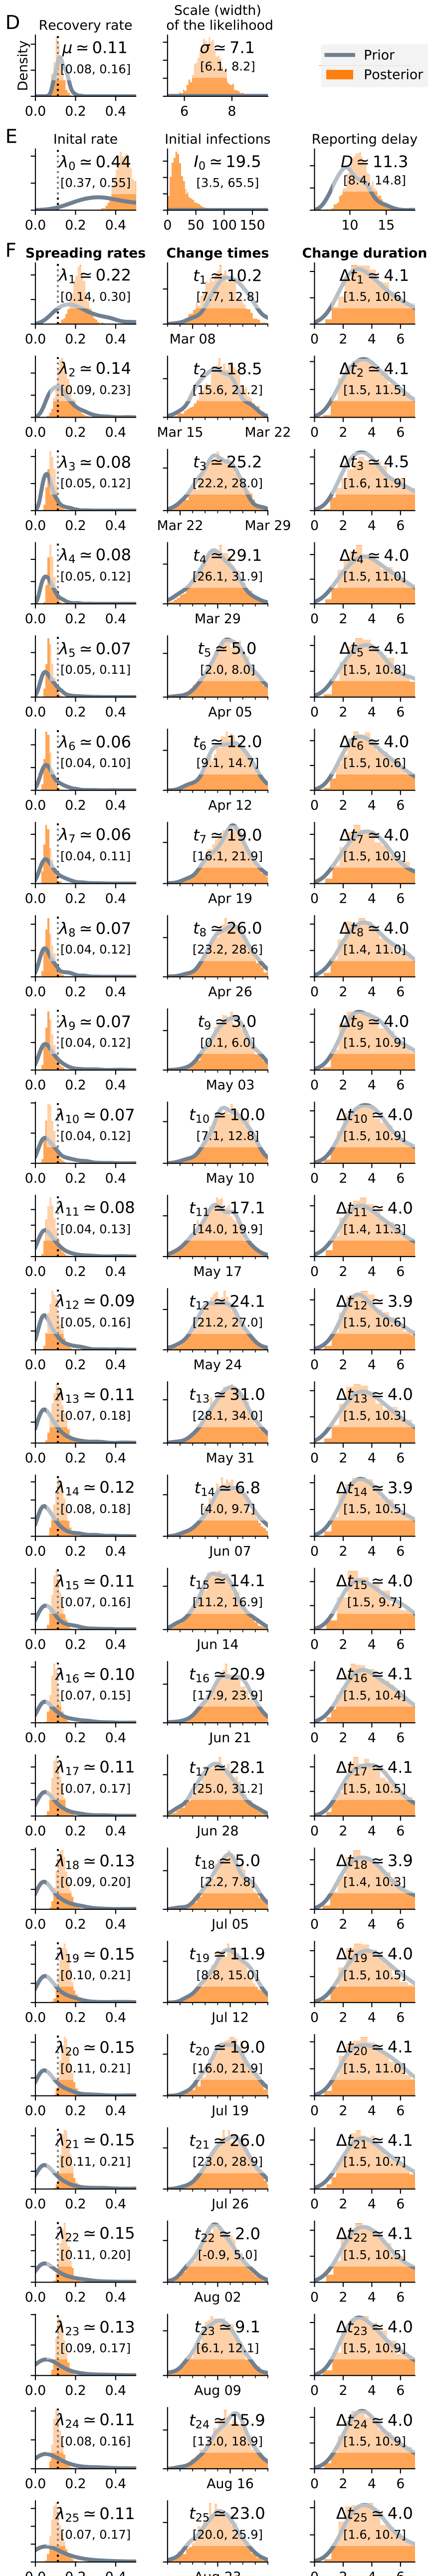 D
Recovery rate
Scale (width)
of the likelihood
Density
μ ≃ 0.11
[0.08, 0.16]
σ ≃ 7.1
[6.1, 8.2]
Prior
Posterior
0.0 0.2 0.4
6 8
E
Inital rate
Initial infections
Reporting delay
λ0 ≃ 0.44
[0.37, 0.55]
I0 ≃ 19.5
[3.5, 65.5]
D ≃ 11.3
[8.4, 14.8]
0.0 0.2 0.4
0 50 100 150
10 15
F
Spreading rates
Change times
Change duration
λ1 ≃ 0.22
[0.14, 0.30]
t1 ≃ 10.2
[7.7, 12.8]
Δt1 ≃ 4.1
[1.5, 10.6]
0.0 0.2 0.4
Mar 08
0 2 4 6
λ2 ≃ 0.14
[0.09, 0.23]
t2 ≃ 18.5
[15.6, 21.2]
Δt2 ≃ 4.1
[1.5, 11.5]
0.0 0.2 0.4
Mar 15 Mar 22
0 2 4 6
λ3 ≃ 0.08
[0.05, 0.12]
t3 ≃ 25.2
[22.2, 28.0]
Δt3 ≃ 4.5
[1.6, 11.9]
0.0 0.2 0.4
Mar 22 Mar 29
0 2 4 6
λ4 ≃ 0.08
[0.05, 0.12]
t4 ≃ 29.1
[26.1, 31.9]
Δt4 ≃ 4.0
[1.5, 11.0]
0.0 0.2 0.4
Mar 29
0 2 4 6
λ5 ≃ 0.07
[0.05, 0.11]
t5 ≃ 5.0
[2.0, 8.0]
Δt5 ≃ 4.1
[1.5, 10.8]
0.0 0.2 0.4
Apr 05
0 2 4 6
λ6 ≃ 0.06
[0.04, 0.10]
t6 ≃ 12.0
[9.1, 14.7]
Δt6 ≃ 4.0
[1.5, 10.6]
0.0 0.2 0.4
Apr 12
0 2 4 6
λ7 ≃ 0.06
[0.04, 0.11]
t7 ≃ 19.0
[16.1, 21.9]
Δt7 ≃ 4.0
[1.5, 10.9]
0.0 0.2 0.4
Apr 19
0 2 4 6
λ8 ≃ 0.07
[0.04, 0.12]
t8 ≃ 26.0
[23.2, 28.6]
Δt8 ≃ 4.0
[1.4, 11.0]
0.0 0.2 0.4
Apr 26
0 2 4 6
λ9 ≃ 0.07
[0.04, 0.12]
t9 ≃ 3.0
[0.1, 6.0]
Δt9 ≃ 4.0
[1.5, 10.9]
0.0 0.2 0.4
May 03
0 2 4 6
λ10 ≃ 0.07
[0.04, 0.12]
t10 ≃ 10.0
[7.1, 12.8]
Δt10 ≃ 4.0
[1.5, 10.9]
0.0 0.2 0.4
May 10
0 2 4 6
λ11 ≃ 0.08
[0.04, 0.13]
t11 ≃ 17.1
[14.0, 19.9]
Δt11 ≃ 4.0
[1.4, 11.3]
0.0 0.2 0.4
May 17
0 2 4 6
λ12 ≃ 0.09
[0.05, 0.16]
t12 ≃ 24.1
[21.2, 27.0]
Δt12 ≃ 3.9
[1.5, 10.6]
0.0 0.2 0.4
May 24
0 2 4 6
λ13 ≃ 0.11
[0.07, 0.18]
t13 ≃ 31.0
[28.1, 34.0]
Δt13 ≃ 4.0
[1.5, 10.3]
0.0 0.2 0.4
May 31
0 2 4 6
λ14 ≃ 0.12
[0.08, 0.18]
t14 ≃ 6.8
[4.0, 9.7]
Δt14 ≃ 3.9
[1.5, 10.5]
0.0 0.2 0.4
Jun 07
0 2 4 6
λ15 ≃ 0.11
[0.07, 0.16]
t15 ≃ 14.1
[11.2, 16.9]
Δt15 ≃ 4.0
[1.5, 9.7]
0.0 0.2 0.4
Jun 14
0 2 4 6
λ16 ≃ 0.10
[0.07, 0.15]
t16 ≃ 20.9
[17.9, 23.9]
Δt16 ≃ 4.1
[1.5, 10.4]
0.0 0.2 0.4
Jun 21
0 2 4 6
λ17 ≃ 0.11
[0.07, 0.17]
t17 ≃ 28.1
[25.0, 31.2]
Δt17 ≃ 4.1
[1.5, 10.5]
0.0 0.2 0.4
Jun 28
0 2 4 6
λ18 ≃ 0.13
[0.09, 0.20]
t18 ≃ 5.0
[2.2, 7.8]
Δt18 ≃ 3.9
[1.4, 10.3]
0.0 0.2 0.4
Jul 05
0 2 4 6
λ19 ≃ 0.15
[0.10, 0.21]
t19 ≃ 11.9
[8.8, 15.0]
Δt19 ≃ 4.0
[1.5, 10.5]
0.0 0.2 0.4
Jul 12
0 2 4 6
λ20 ≃ 0.15
[0.11, 0.21]
t20 ≃ 19.0
[16.0, 21.9]
Δt20 ≃ 4.1
[1.5, 11.0]
0.0 0.2 0.4
Jul 19
0 2 4 6
λ21 ≃ 0.15
[0.11, 0.21]
t21 ≃ 26.0
[23.0, 28.9]
Δt21 ≃ 4.1
[1.5, 10.7]
0.0 0.2 0.4
Jul 26
0 2 4 6
λ22 ≃ 0.15
[0.11, 0.20]
t22 ≃ 2.0
[-0.9, 5.0]
Δt22 ≃ 4.1
[1.5, 10.5]
0.0 0.2 0.4
Aug 02
0 2 4 6
λ23 ≃ 0.13
[0.09, 0.17]
t23 ≃ 9.1
[6.1, 12.1]
Δt23 ≃ 4.0
[1.5, 10.9]
0.0 0.2 0.4
Aug 09
0 2 4 6
λ24 ≃ 0.11
[0.08, 0.16]
t24 ≃ 15.9
[13.0, 18.9]
Δt24 ≃ 4.0
[1.5, 10.9]
0.0 0.2 0.4
Aug 16
0 2 4 6
λ25 ≃ 0.11
[0.07, 0.17]
t25 ≃ 23.0
[20.0, 25.9]
Δt25 ≃ 4.0
[1.6, 10.7]